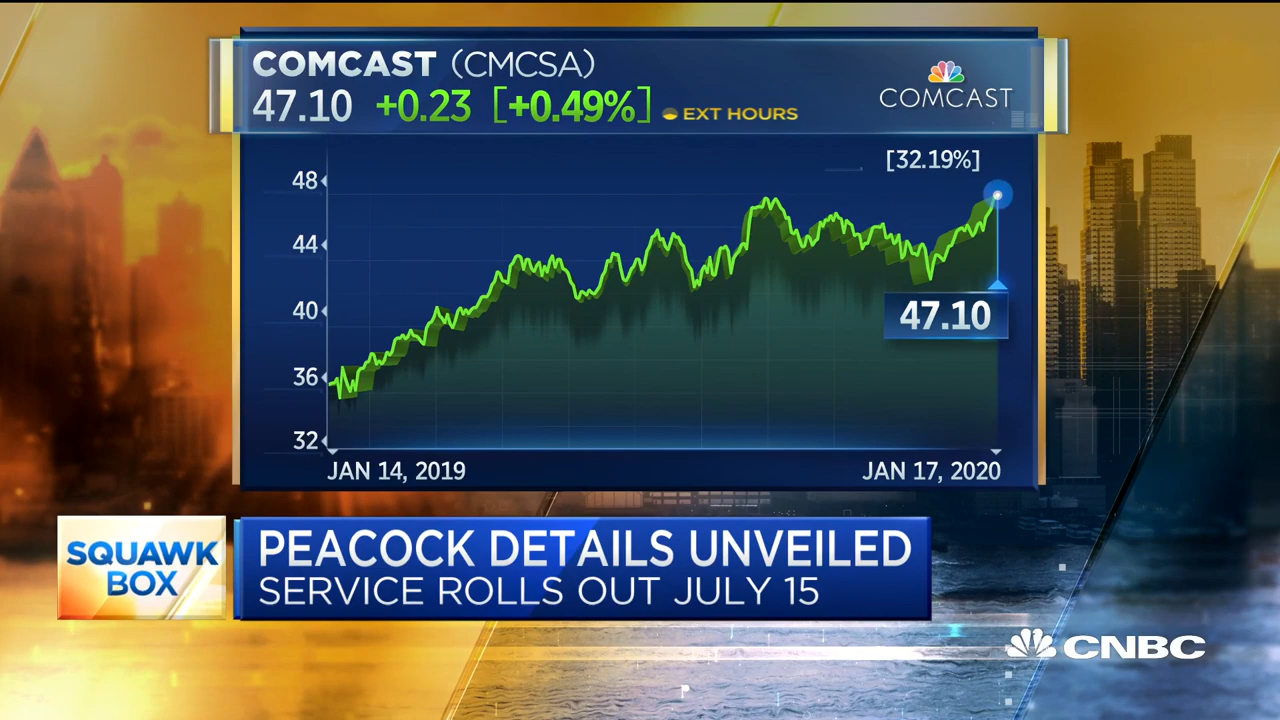 COMCAST (CMCSA)
47.10 +0.23 [+0.49%] EXT HOURS
COMCAST
[32.19%]
48
44
40
36
32
47.10
JAN 14, 2019
JAN 17, 2020
SQUAWK
BOX
PEACOCK DETAILS UNVEILED
SERVICE ROLLS OUT JULY 15
CNBC